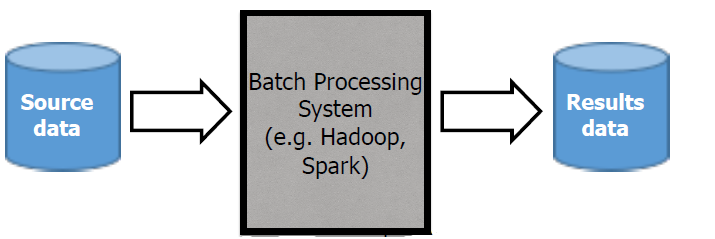 Source
data
Batch Processing
System
(e.g. Hadoop,
Spark)
Results
data